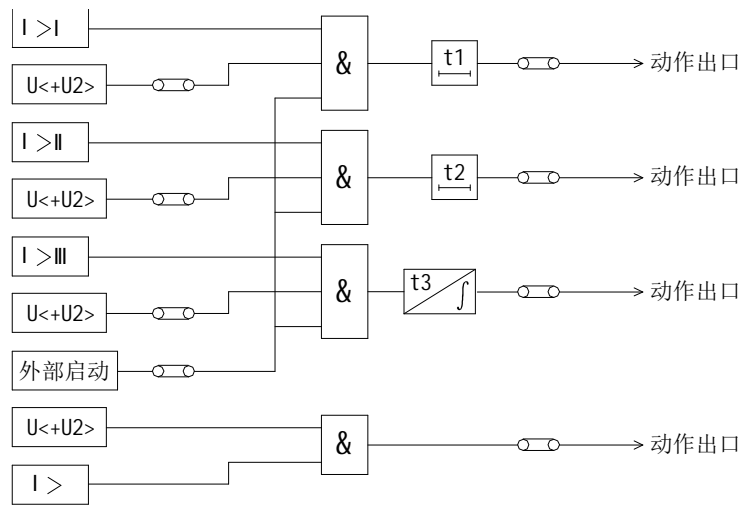 I >I
U<+U2>
& t1 动作出口
I >II
U<+U2>
& t2 动作出口
I >III
U<+U2>
& t3 ∫ 动作出口
外部启动
U<+U2>
& 动作出口
I >